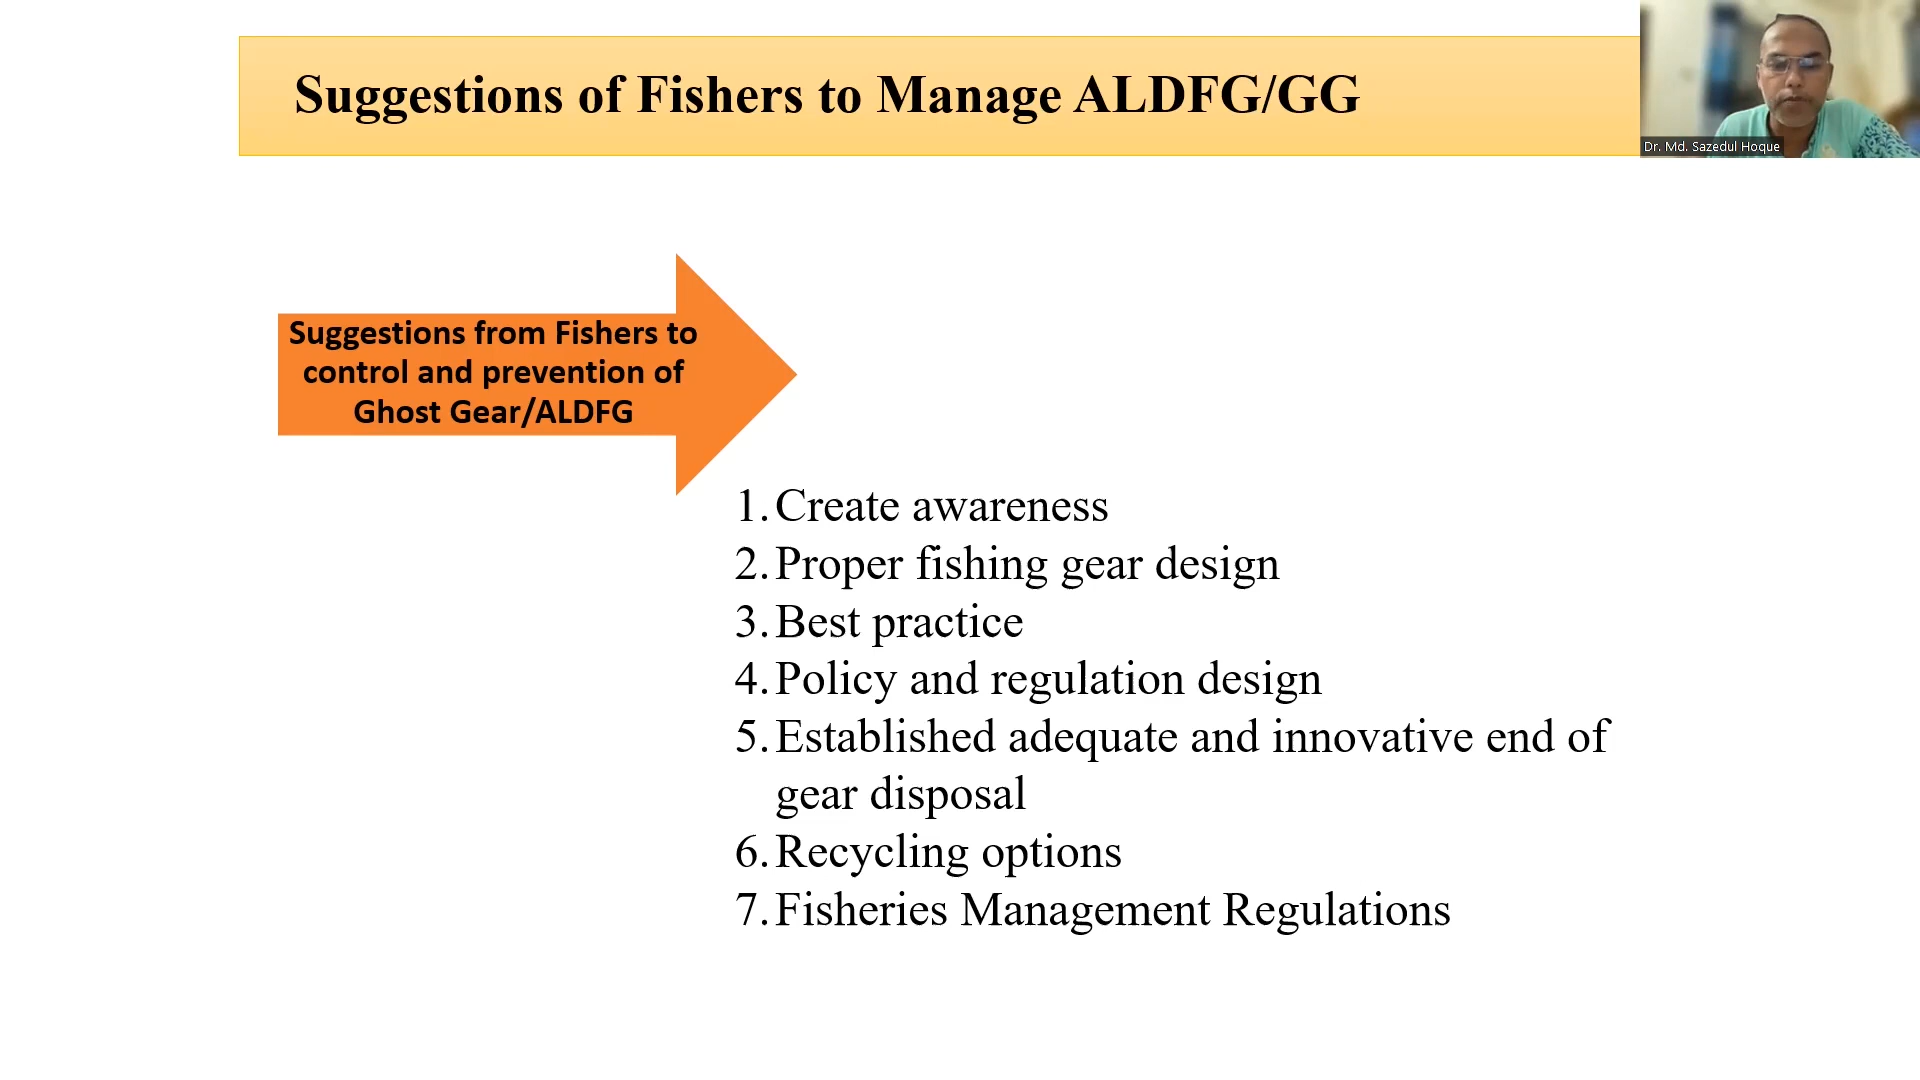 Suggestions of Fishers to Manage ALDFG/GG
Dr. Md. Sazedul Hoque
Suggestions from Fishers to
control and prevention of
Ghost Gear/ALDFG
1. Create awareness
2. Proper fishing gear design
3. Best practice
4. Policy and regulation design
5. Established adequate and innovative end of
gear disposal
6. Recycling options
7. Fisheries Management Regulations